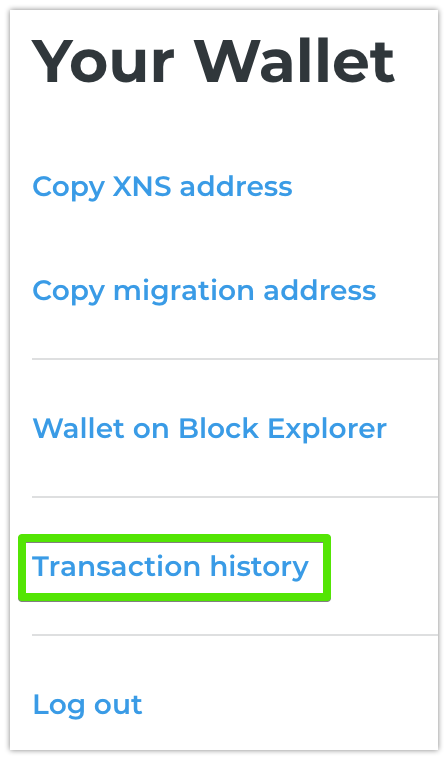 Your Wallet
Copy XNS address
Copy migration address
Wallet on Block Explorer
Transaction history
Log out